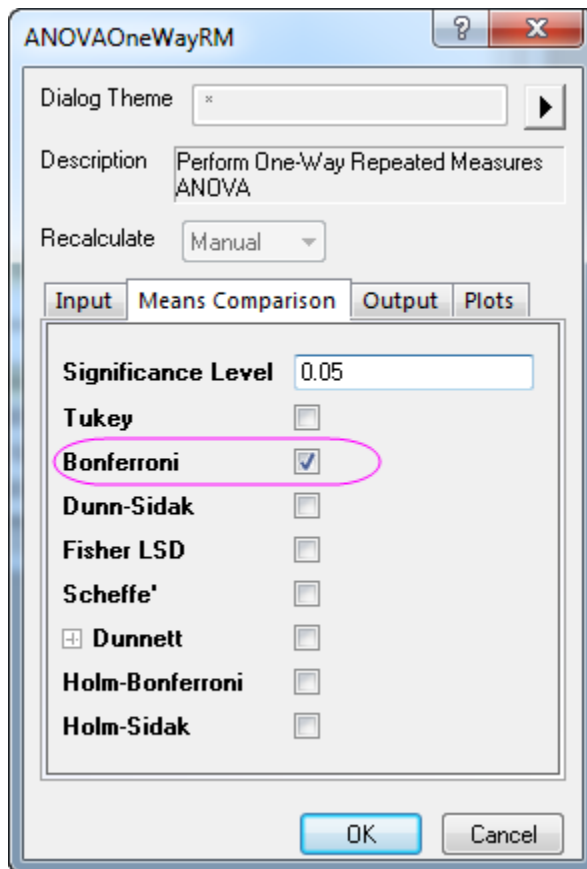 ANOVAOneWayRM
Dialog Theme *
Description Perform One-Way Repeated Measures
ANOVA
Recalculate Manual
Input Means Comparison Output Plots
Significance Level 0.05
Tukey
Bonferroni
Dunn-Sidak
Fisher LSD
Scheffe'
Dunnett
Holm-Bonferroni
Holm-Sidak
OK Cancel